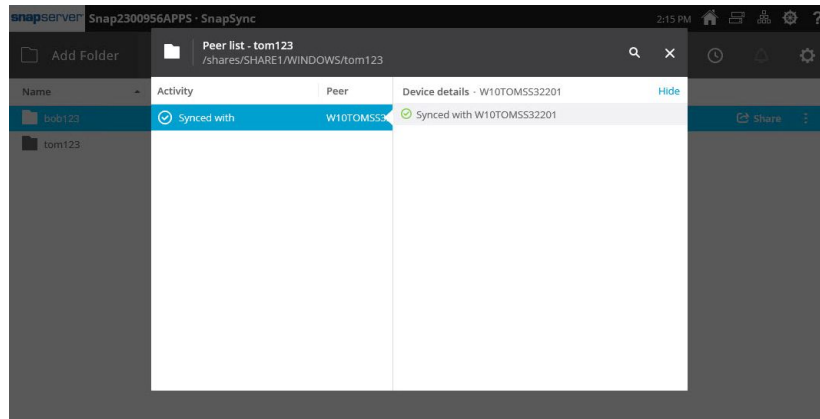 snapserver Snap2300956APPS · SnapSync 2:15 PM ?
Add Folder
Peer list - tom123
/shares/SHARE1/WINDOWS/tom123
Name
Activity Peer Device details · W10TOMSS32201 Hide
bob123
Synced with W10TOMSS3
Synced with W10TOMSS32201
Share
tom123